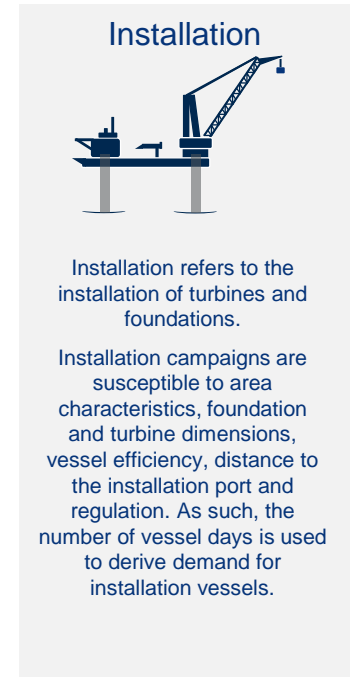 Installation
Installation refers to the
installation of turbines and
foundations.
Installation campaigns are
susceptible to area
characteristics, foundation
and turbine dimensions,
vessel efficiency, distance to
the installation port and
regulation. As such, the
number of vessel days is used
to derive demand for
installation vessels.